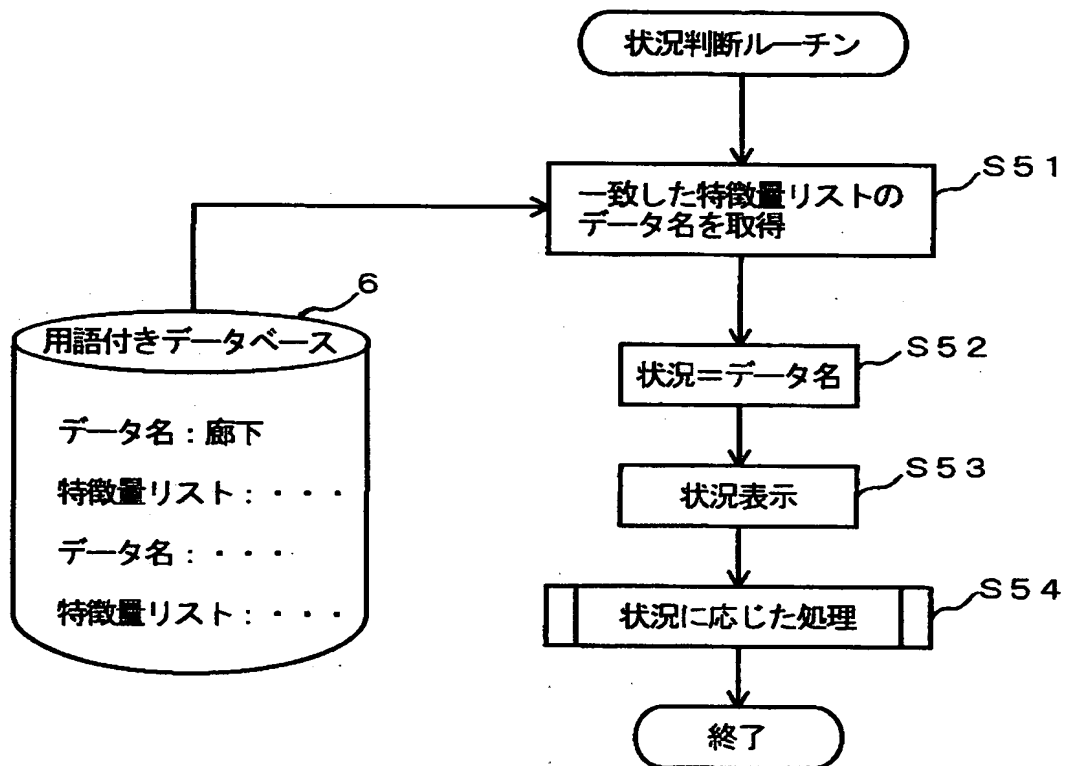 状況判断ルーチン
S51
一致した特徴量リストの
データ名を取得
6
用語付きデータベース
データ名：廊下
特徴量リスト：・・・
データ名：・・・
特徴量リスト：・・・
S52
状況＝データ名
S53
状況表示
S54
状況に応じた処理
終了